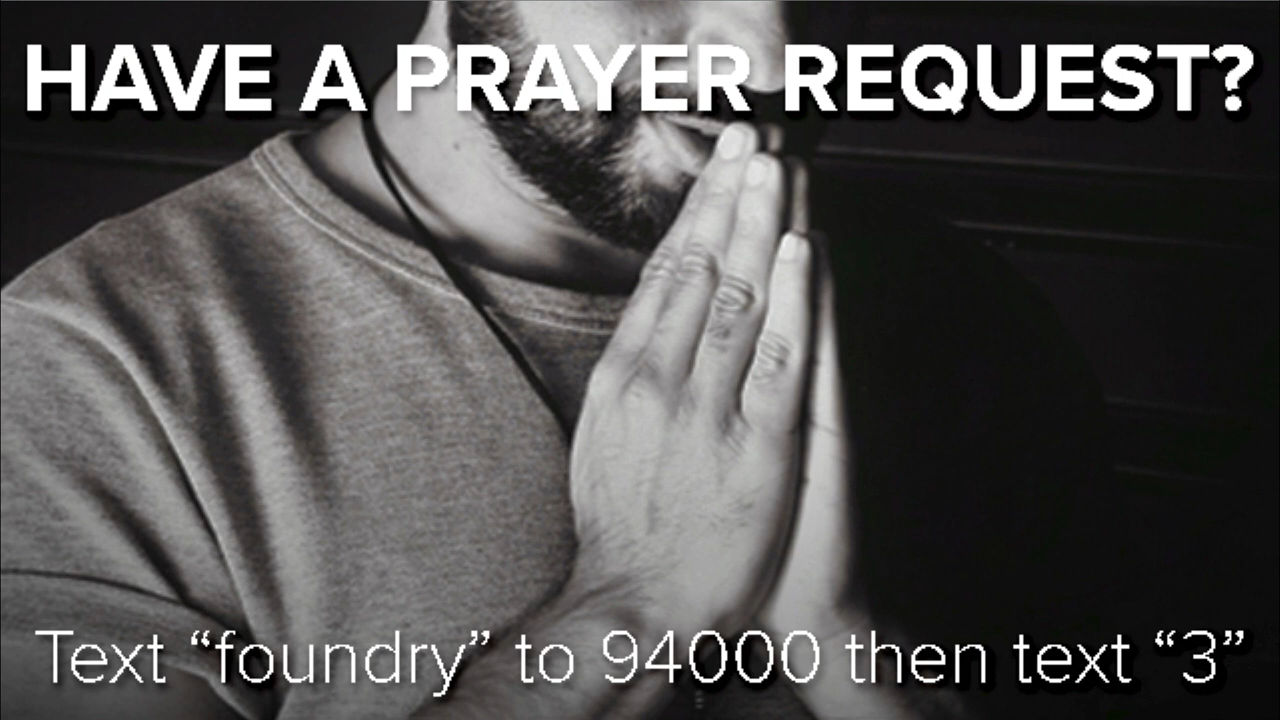 HAVE A PRAYER REQUEST?
Text “foundry” to 94000 then text “3”